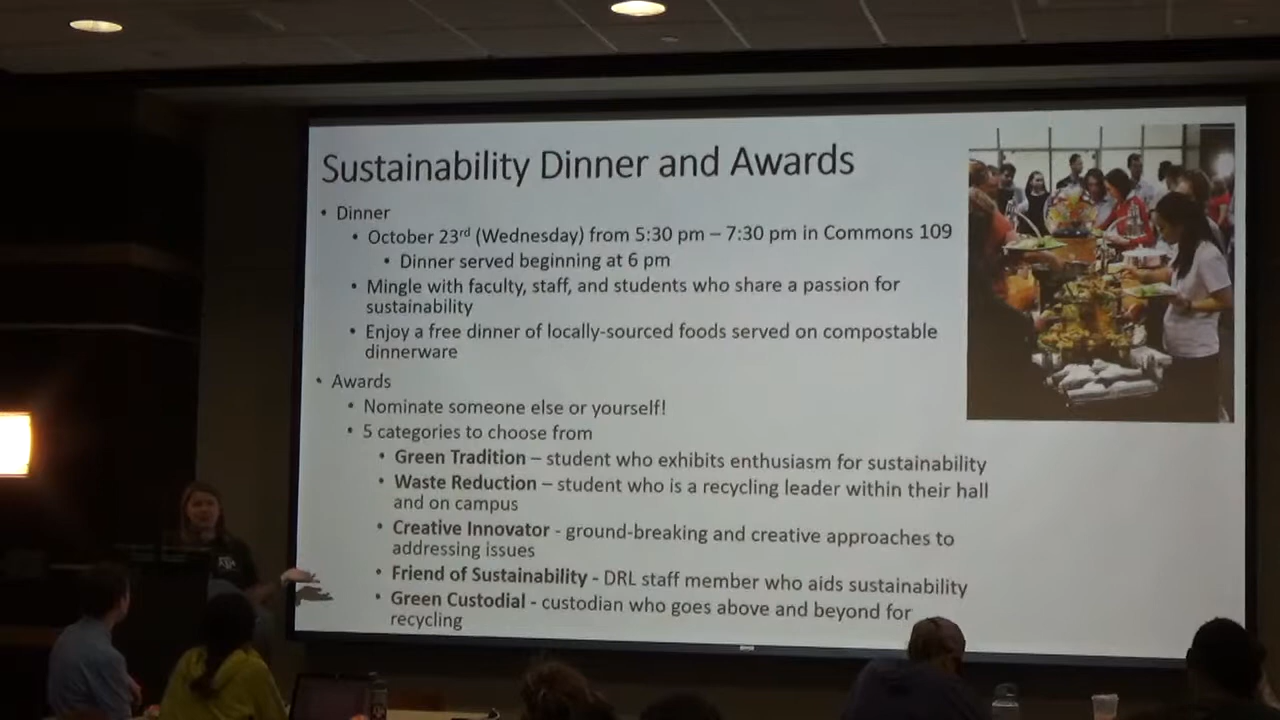 Sustainability Dinner and Awards
• Dinner
• October 23rd (Wednesday) from 5:30 pm – 7:30 pm in Commons 109
• Dinner served beginning at 6 pm
• Mingle with faculty, staff, and students who share a passion for
sustainability
• Enjoy a free dinner of locally-sourced foods served on compostable
dinnerware
• Awards
• Nominate someone else or yourself!
• 5 categories to choose from
• Green Tradition – student who exhibits enthusiasm for sustainability
• Waste Reduction – student who is a recycling leader within their hall
and on campus
• Creative Innovator - ground-breaking and creative approaches to
addressing issues
• Friend of Sustainability - DRL staff member who aids sustainability
• Green Custodial - custodian who goes above and beyond for
recycling